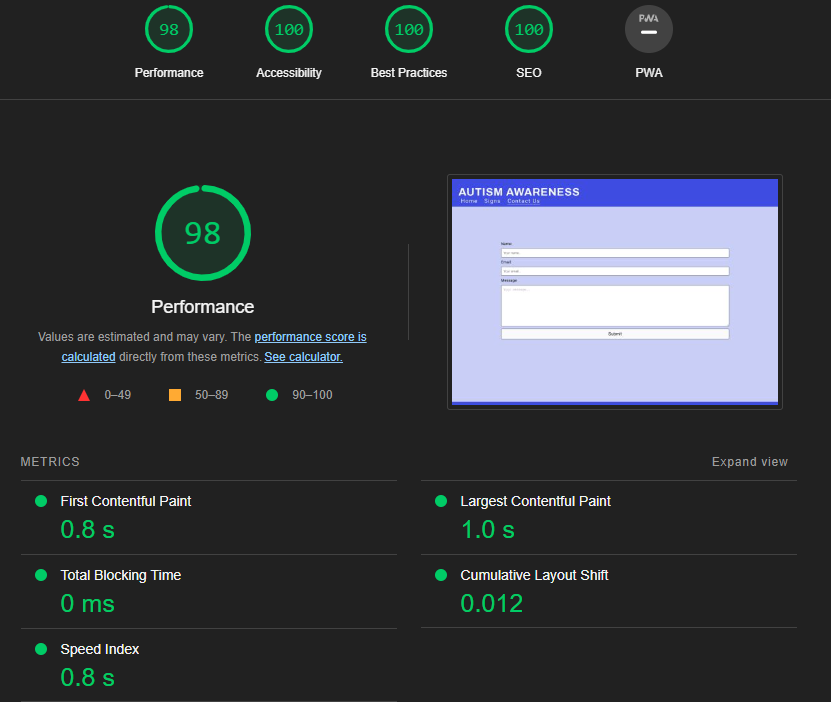 98 100 100 100 PWA
Performance Accessibility Best Practices SEO PWA
98
Performance
Values are estimated and may vary. The performance score is
calculated directly from these metrics. See calculator.
0–49 50–89 90–100
AUTISM AWARENESS
Home Signs Contact Us
Name
Your name
Email
Your email
Message
Submit
METRICS Expand view
First Contentful Paint
0.8 s
Largest Contentful Paint
1.0 s
Total Blocking Time
0 ms
Cumulative Layout Shift
0.012
Speed Index
0.8 s